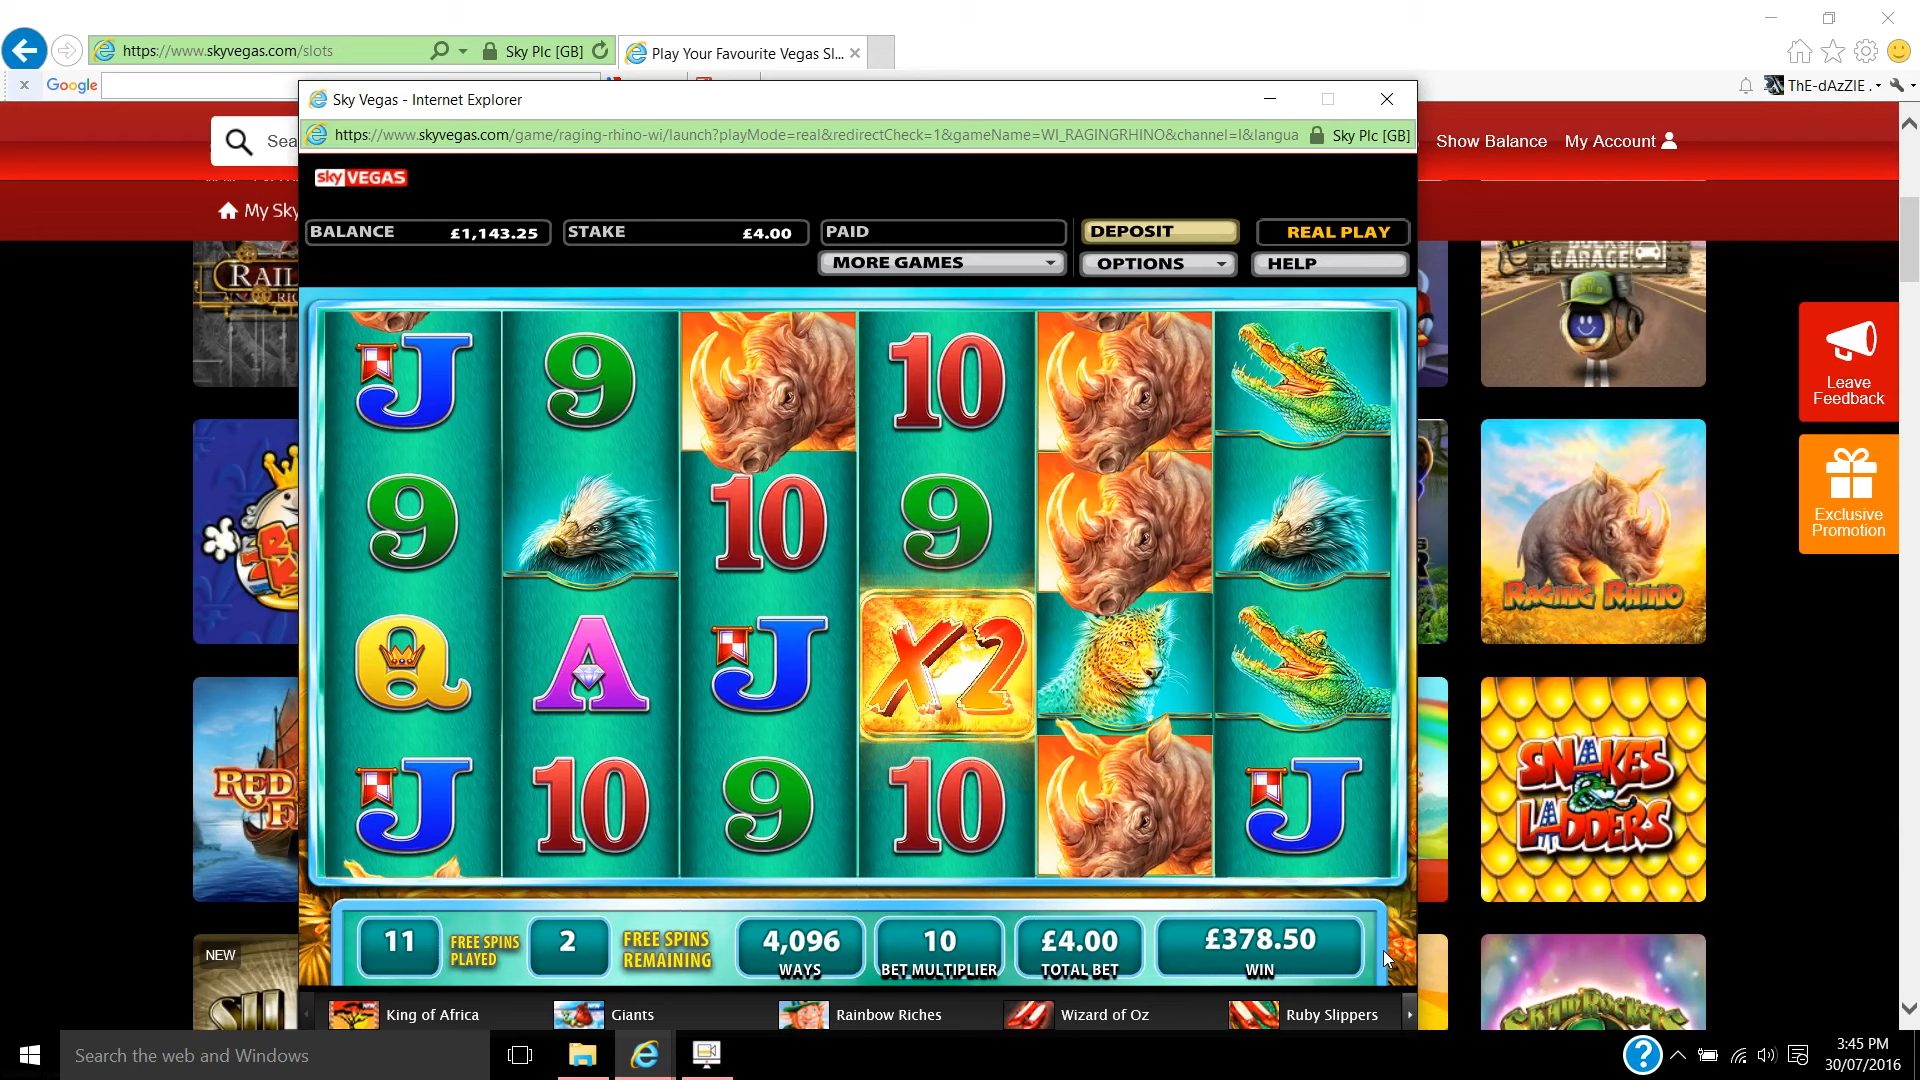 https://www.skyvegas.com/slots
Sky Plc [GB]
Play Your Favourite Vegas Sl...
x
Google
ThE-dAzZIE .
Sky Vegas - Internet Explorer
https://www.skyvegas.com/game/raging-rhino-wi/launch?playMode=real&redirectCheck=1&gameName=WI_RAGINGRHINO&channel=I&langua
Sky Plc [GB]
Sea
Show Balance
My Account
sky VEGAS
My Sky
BALANCE £1,143.25
STAKE £4.00
PAID
DEPOSIT
REAL PLAY
MORE GAMES
OPTIONS
HELP
RAIL
GARAGE
Leave
Feedback
Exclusive
Promotion
J 9 10
9 10 9
Q A J X2
J 10 9 10 J
RAGING RHINO
RED
SNAKES
LADDERS
NEW
11 FREE SPINS PLAYED
2 FREE SPINS REMAINING
4,096 WAYS
10 BET MULTIPLIER
£4.00 TOTAL BET
£378.50 WIN
King of Africa
Giants
Rainbow Riches
Wizard of Oz
Ruby Slippers
Search the web and Windows
3:45 PM
30/07/2016